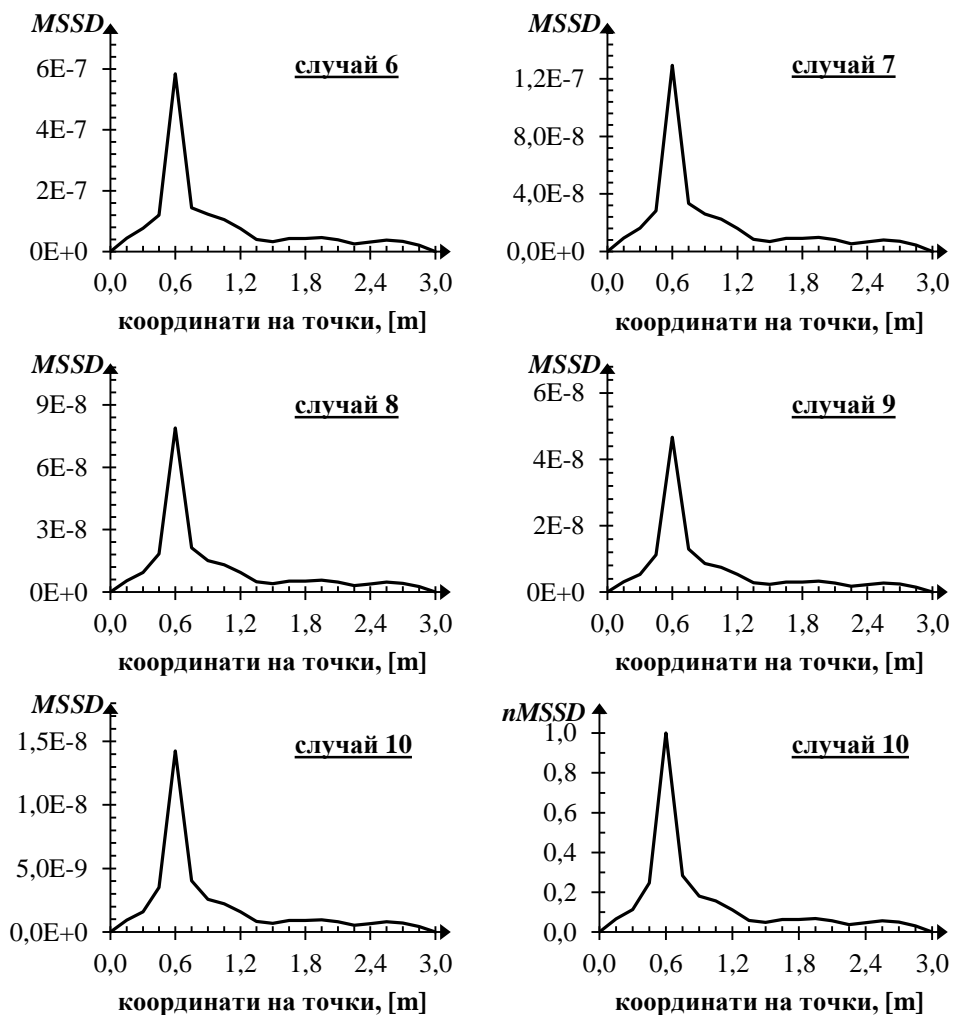 MSSD
6E-7
4E-7
2E-7
0E+0
случай 6
0,0 0,6 1,2 1,8 2,4 3,0
координати на точки, [m]
MSSD
1,2E-7
8,0E-8
4,0E-8
0,0E+0
случай 7
0,0 0,6 1,2 1,8 2,4 3,0
координати на точки, [m]
MSSD
9E-8
6E-8
3E-8
0E+0
случай 8
0,0 0,6 1,2 1,8 2,4 3,0
координати на точки, [m]
MSSD
6E-8
4E-8
2E-8
0E+0
случай 9
0,0 0,6 1,2 1,8 2,4 3,0
координати на точки, [m]
MSSD
1,5E-8
1,0E-8
5,0E-9
0,0E+0
случай 10
0,0 0,6 1,2 1,8 2,4 3,0
координати на точки, [m]
nMSSD
1,0
0,8
0,6
0,4
0,2
0,0
случай 10
0,0 0,6 1,2 1,8 2,4 3,0
координати на точки, [m]